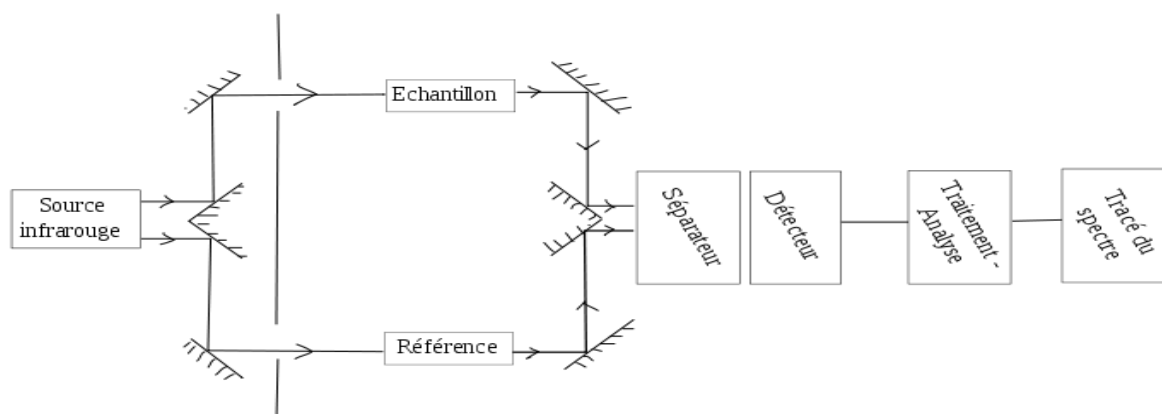 Echantillon
Source
infrarouge
Séparateur
Détecteur
Traitement -
Analyse
Tracé du
spectre
Référence